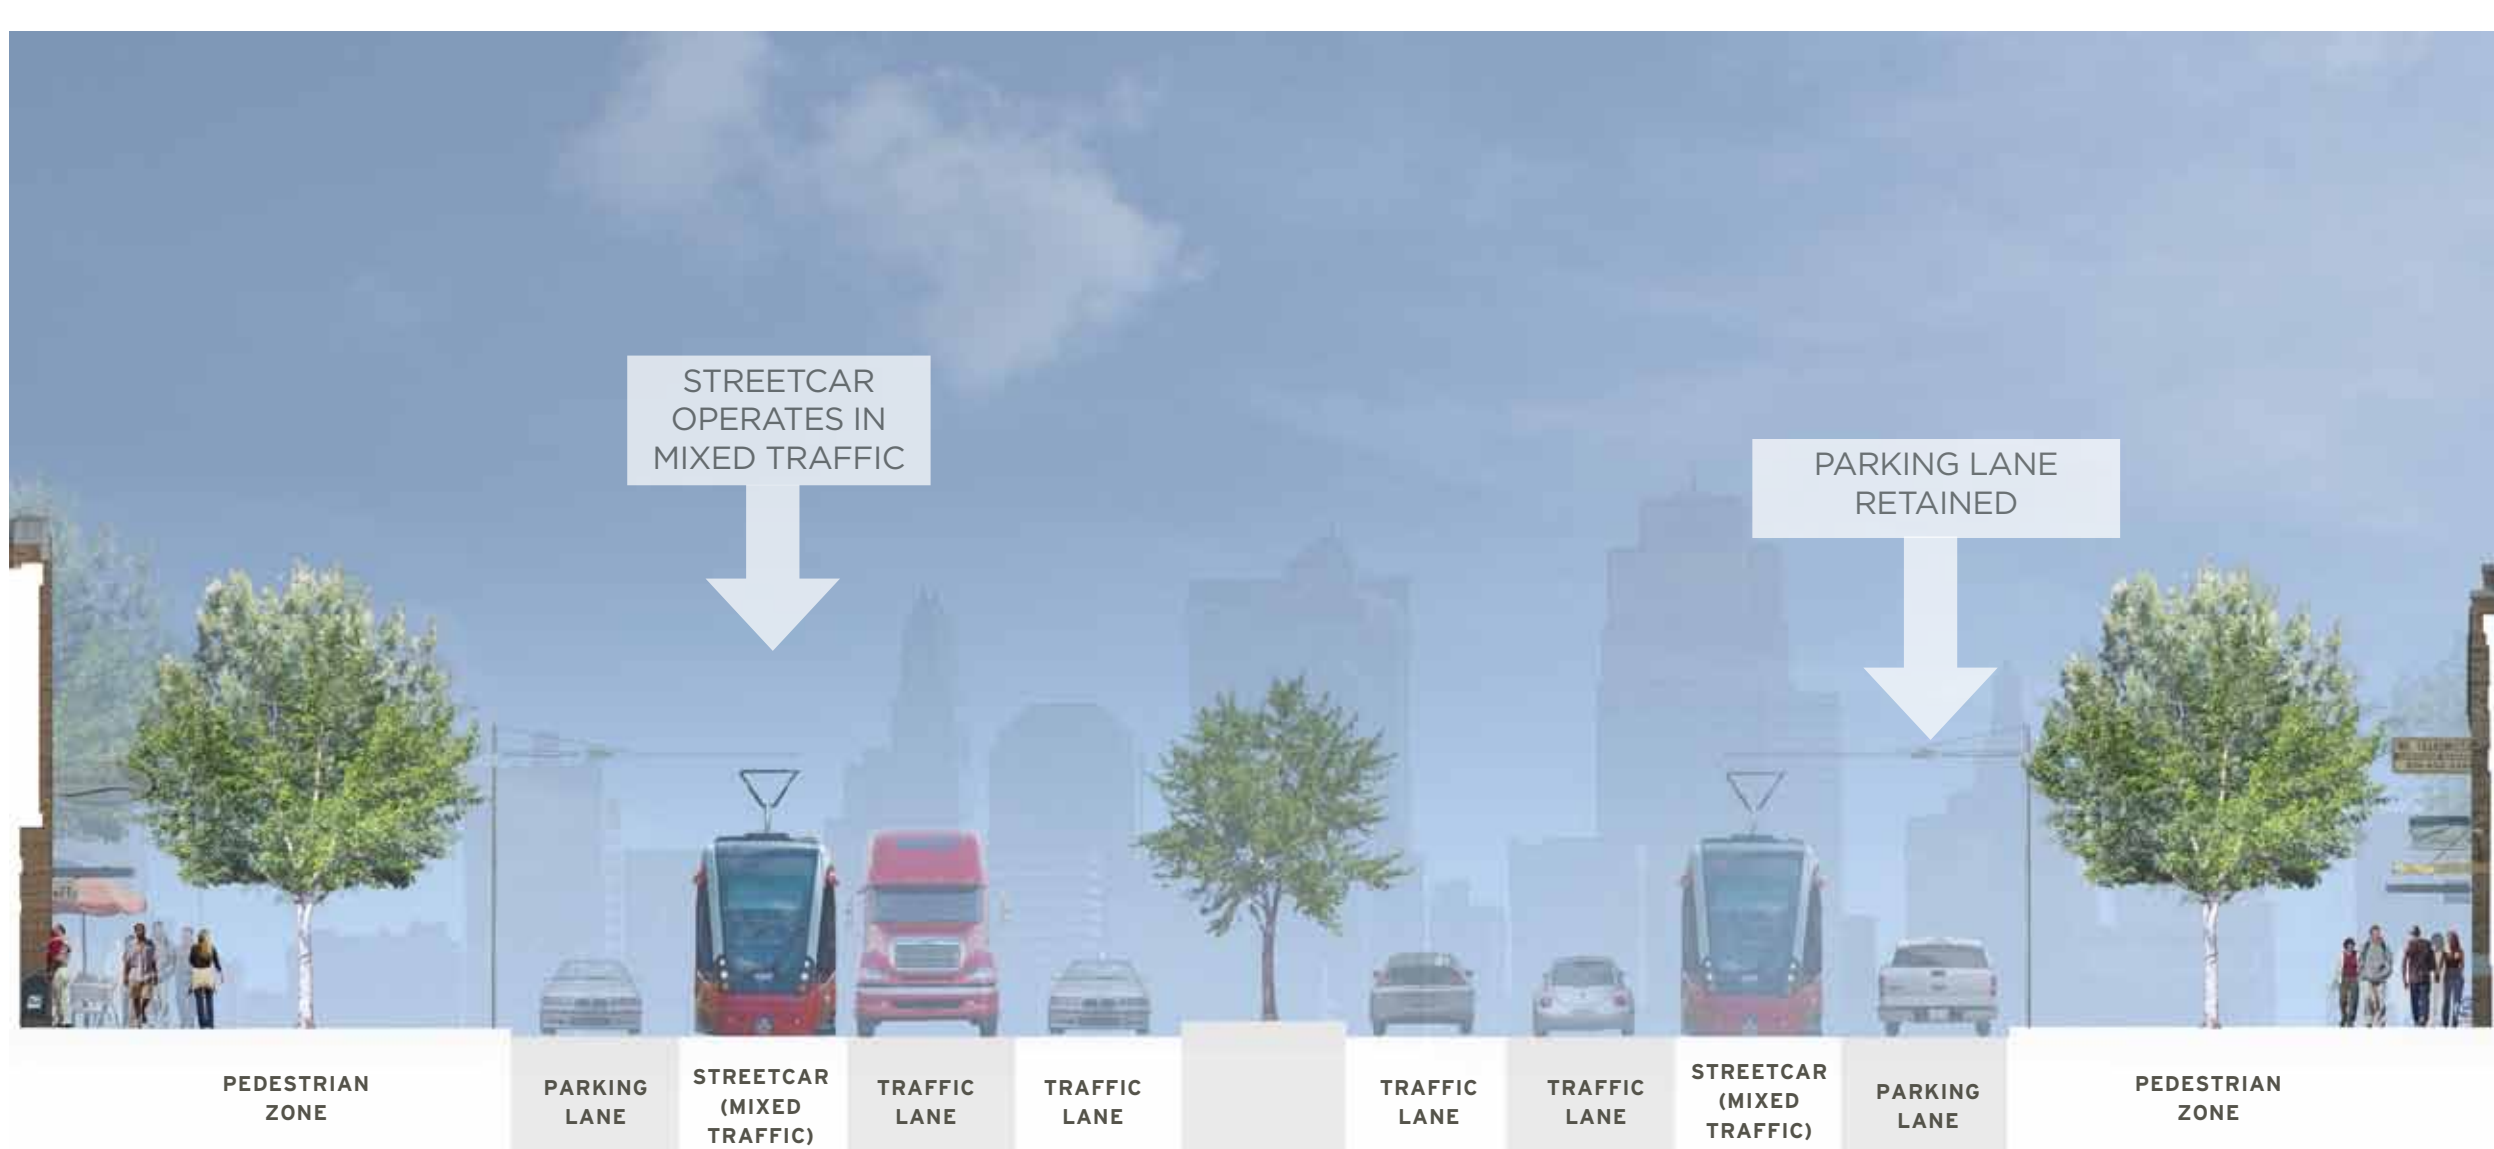 STREETCAR
OPERATES IN
MIXED TRAFFIC
PARKING LANE
RETAINED
PEDESTRIAN
ZONE
PARKING
LANE
STREETCAR
(MIXED
TRAFFIC)
TRAFFIC
LANE
TRAFFIC
LANE
TRAFFIC
LANE
TRAFFIC
LANE
STREETCAR
(MIXED
TRAFFIC)
PARKING
LANE
PEDESTRIAN
ZONE